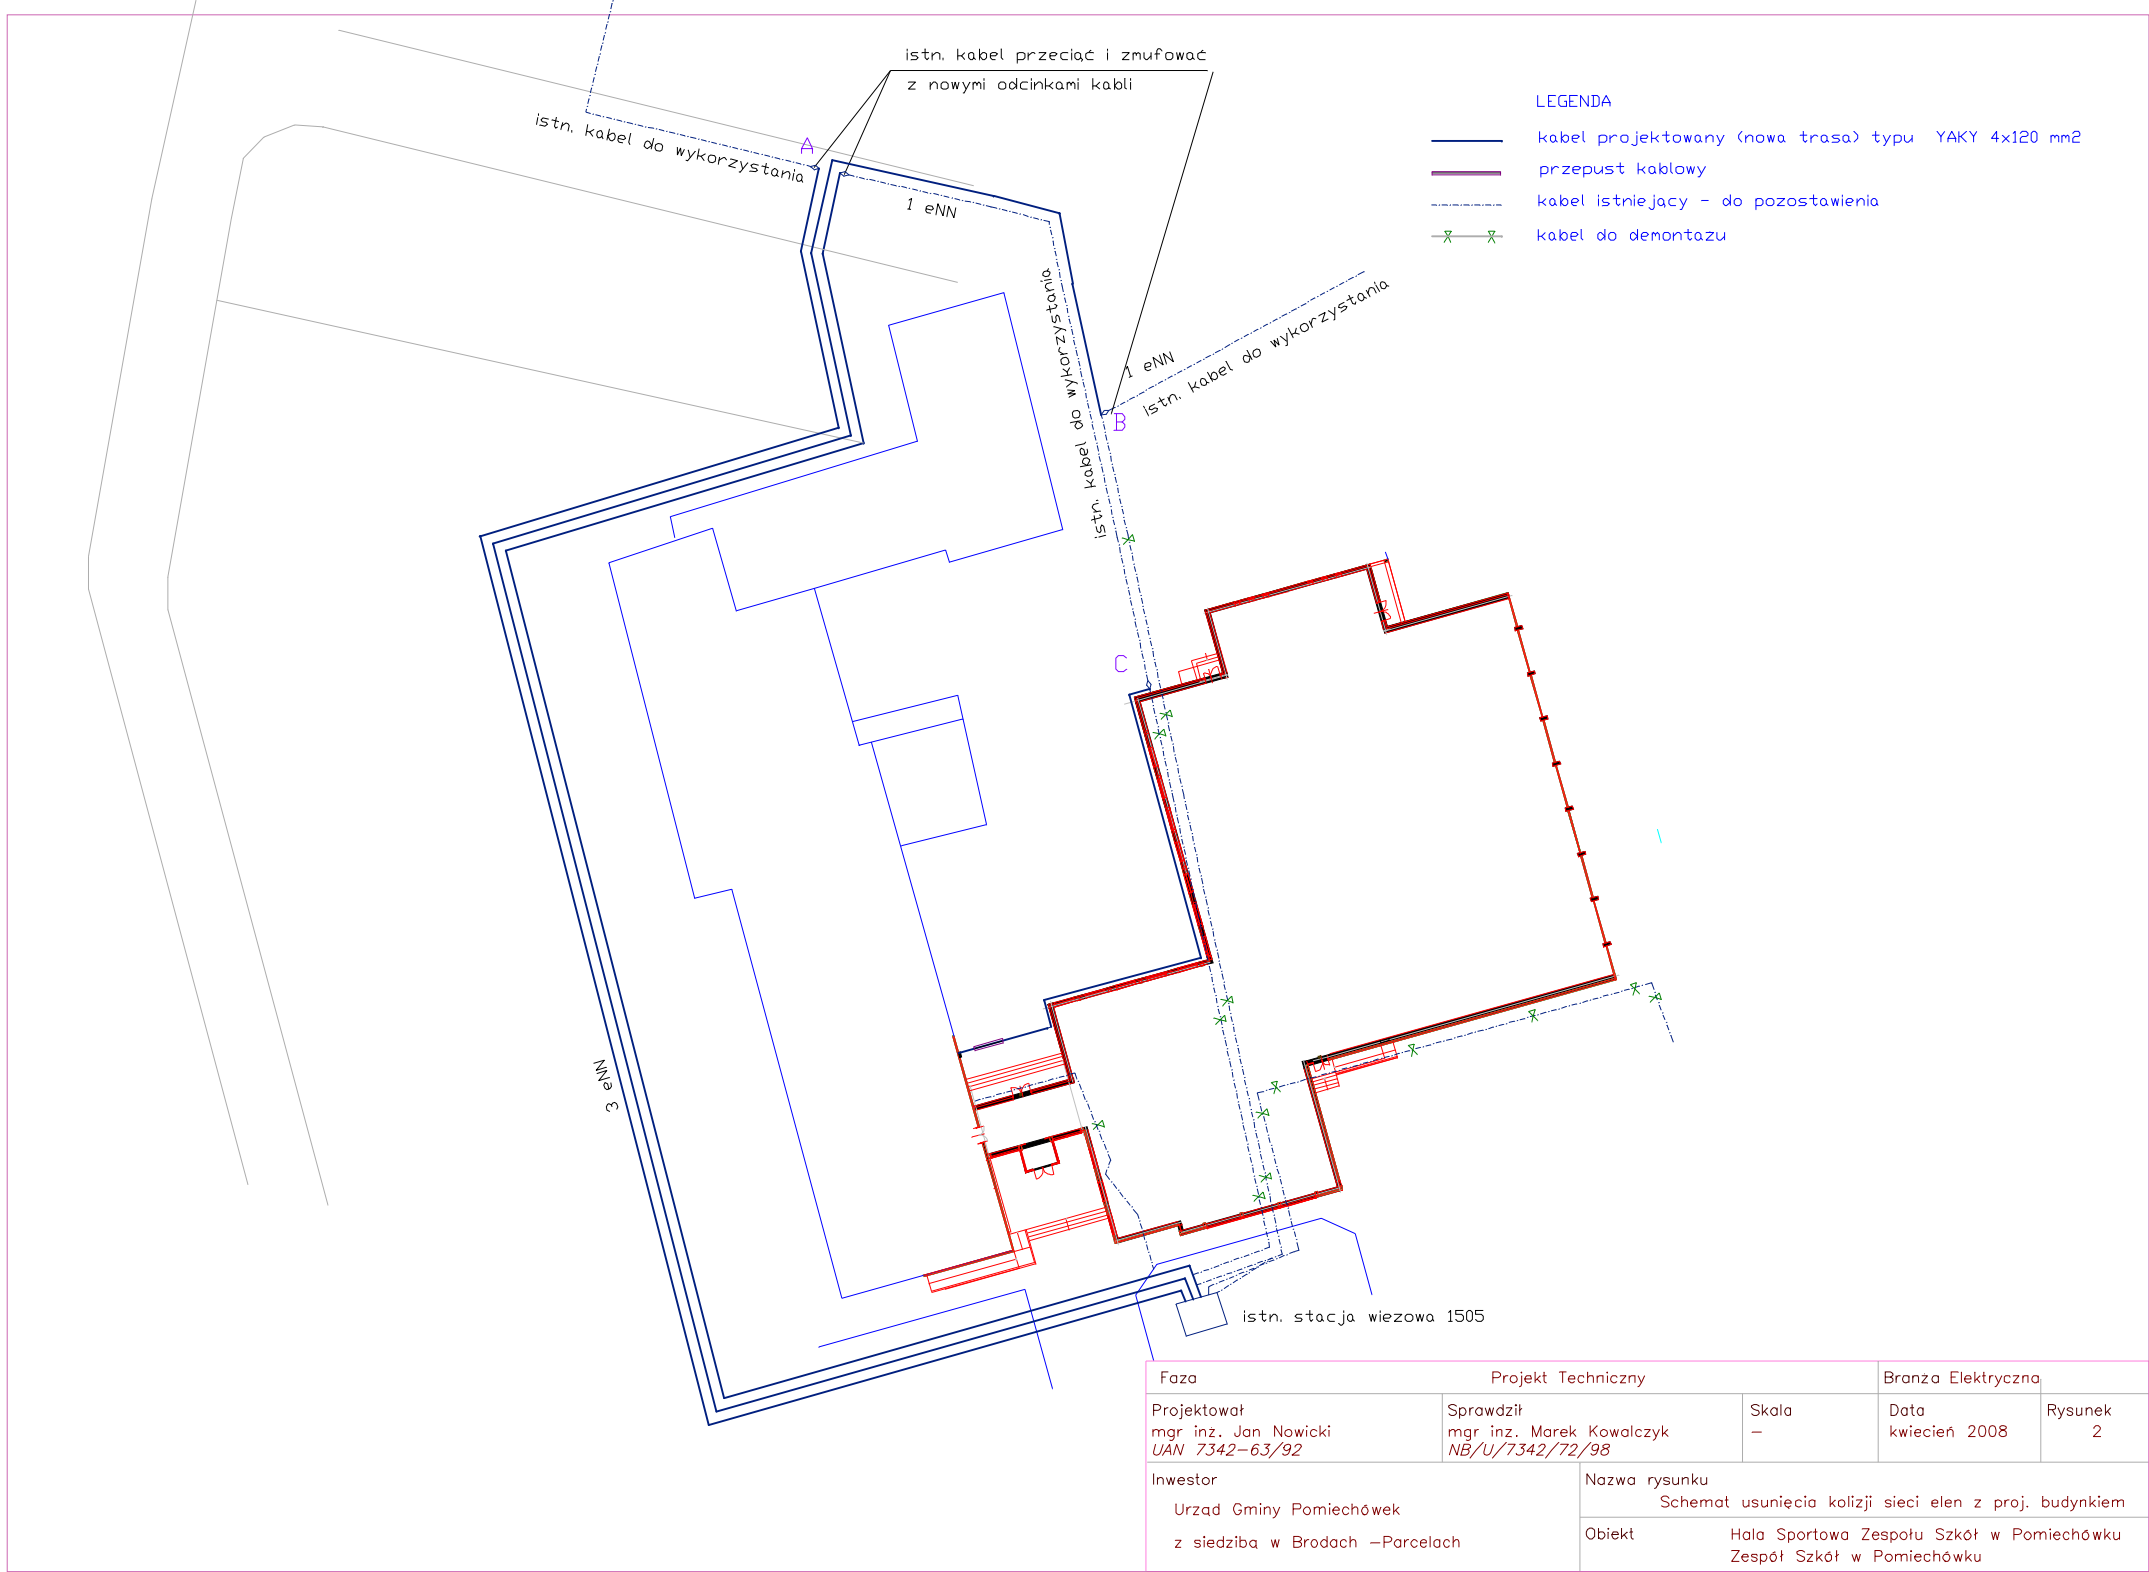 istn. kabel przeciąć i zmufować
z nowymi odcinkami kabli
LEGENDA
kabel projektowany (nowa trasa) typu YAKY 4x120 mm2
przepust kablowy
kabel istniejący - do pozostawienia
kabel do demontazu
istn. kabel do wykorzystania
A
1 eNN
istn. kabel do wykorzystania
1 eNN
istn. kabel do wykorzystania
B
C
3 eNN
istn. stacja wiezowa 1505
Faza Projekt Techniczny Branża Elektryczna
Projektował Sprawdził Skala Data Rysunek
mgr inż. Jan Nowicki mgr inż. Marek Kowalczyk – kwiecień 2008 2
UAN 7342-63/92 NB/U/7342/72/98
Inwestor Nazwa rysunku
Urząd Gminy Pomiechówek Schemat usunięcia kolizji sieci elen z proj. budynkiem
z siedzibą w Brodach -Parcelach Obiekt Hala Sportowa Zespołu Szkół w Pomiechówku
Zespół Szkół w Pomiechówku